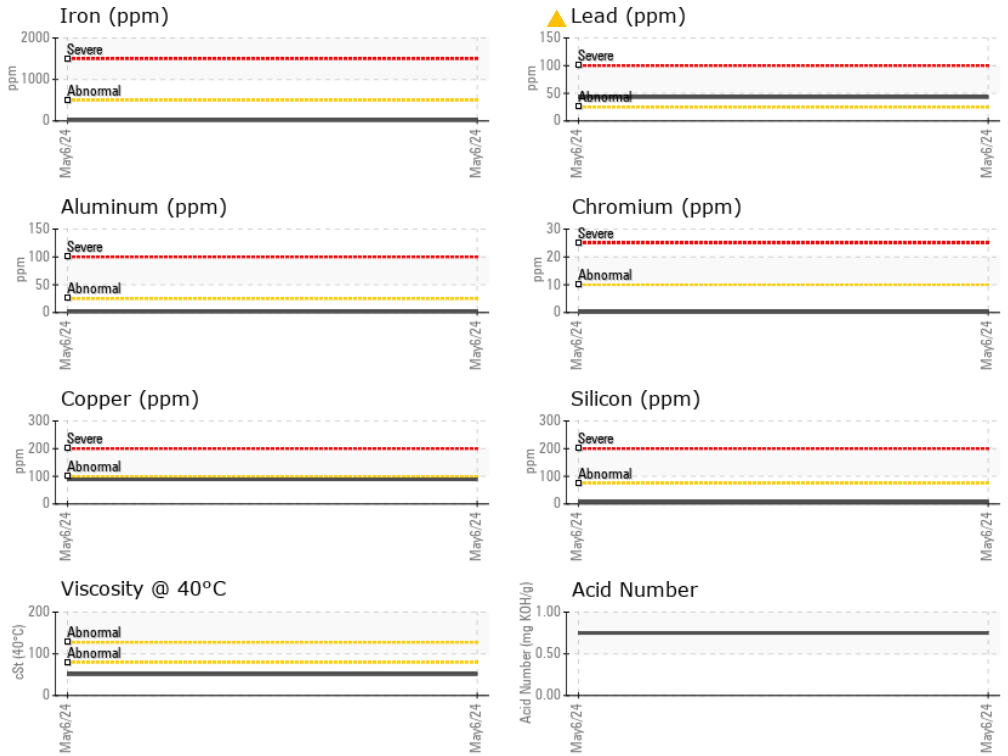 Iron (ppm)
2000
1000
0
ppm
Severe
Abnormal
May6/24
May6/24
Lead (ppm)
150
100
50
0
ppm
Severe
Abnormal
May6/24
May6/24
Aluminum (ppm)
150
100
50
0
ppm
Severe
Abnormal
May6/24
May6/24
Chromium (ppm)
30
20
10
0
ppm
Severe
Abnormal
May6/24
May6/24
Copper (ppm)
300
200
100
0
ppm
Severe
Abnormal
May6/24
May6/24
Silicon (ppm)
300
200
100
0
ppm
Severe
Abnormal
May6/24
May6/24
Viscosity @ 40°C
200
100
0
cSt (40°C)
Abnormal
Abnormal
May6/24
May6/24
Acid Number
1.00
0.50
0.00
Acid Number (mg KOH/g)
May6/24
May6/24